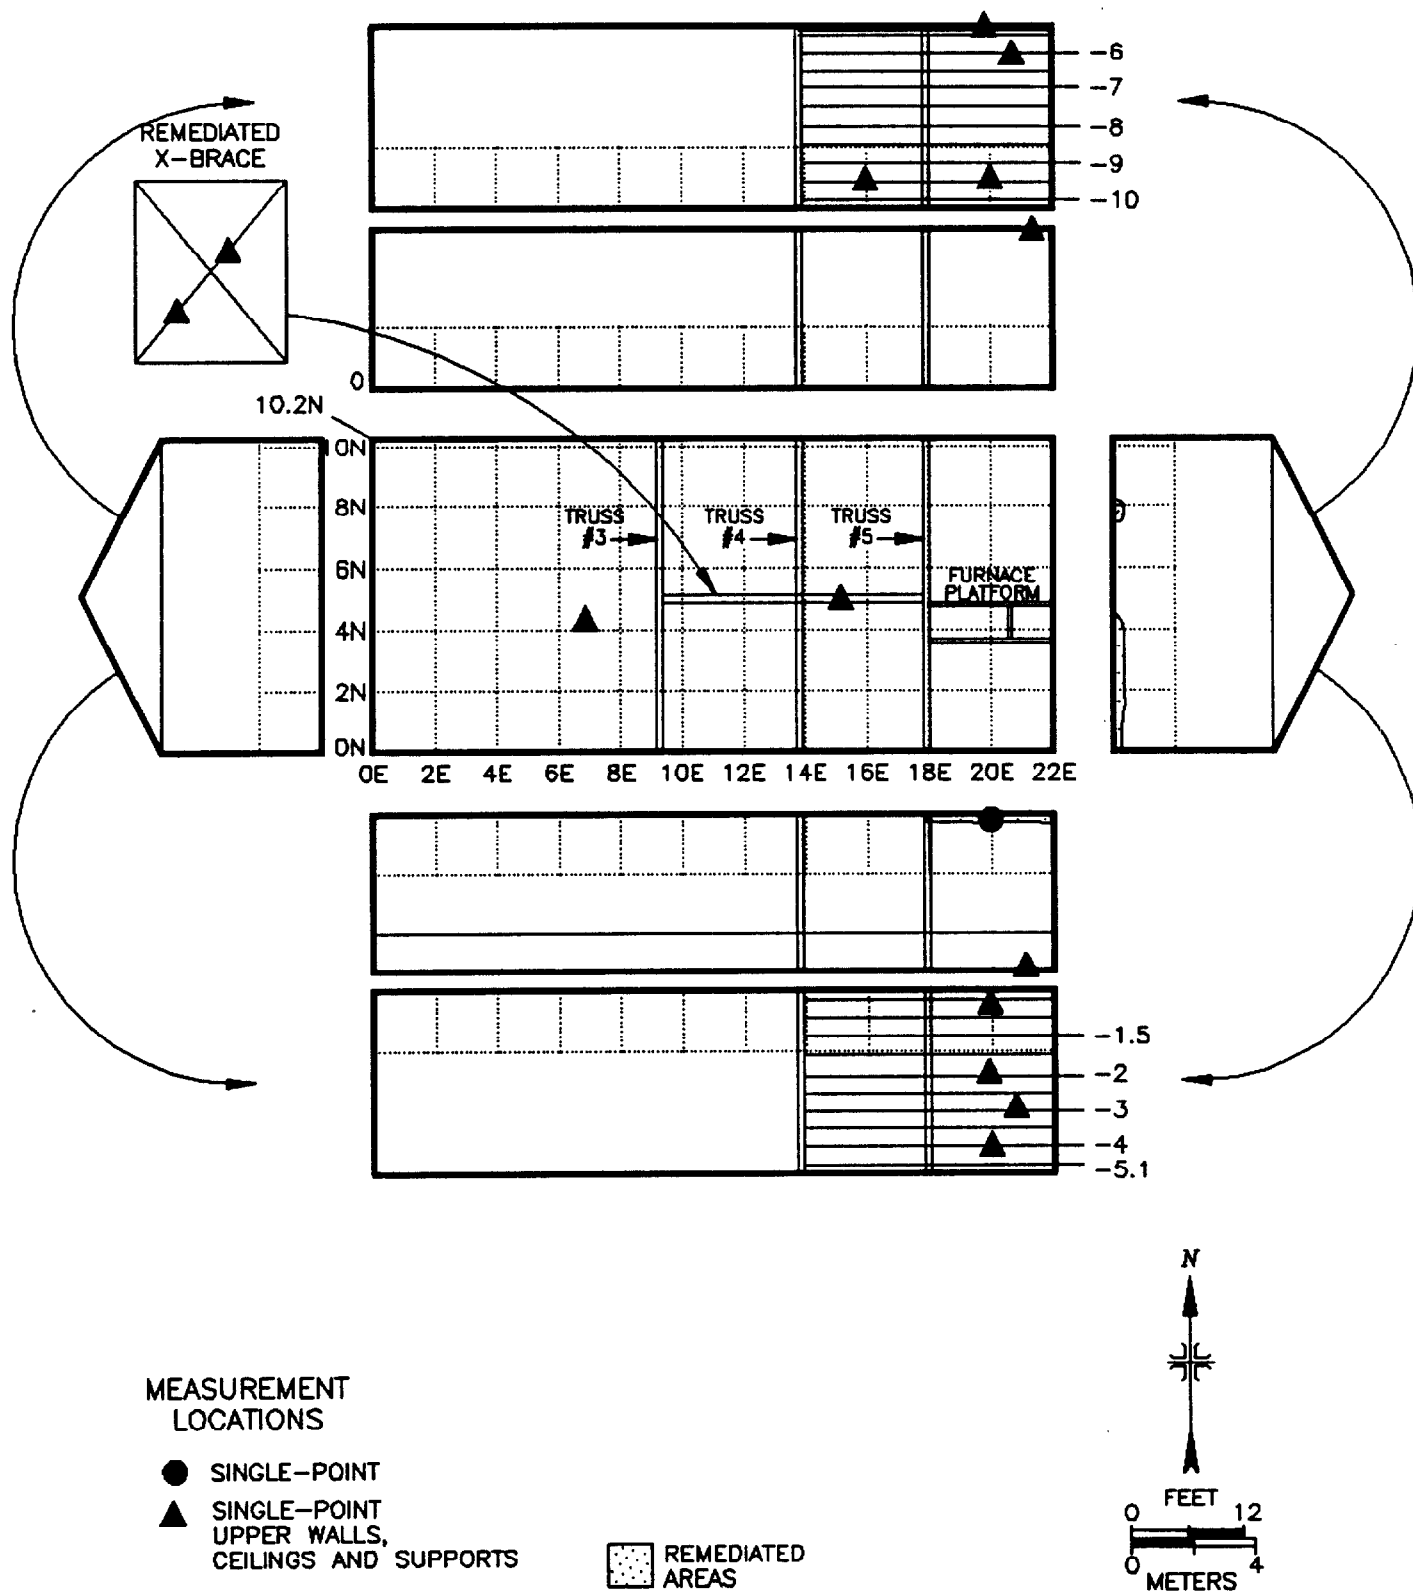 -6
-7
-8
-9
-10
REMEDIATED
X-BRACE
0
10.2N
10N
8N
6N
4N
2N
0N
TRUSS
#3
TRUSS
#4
TRUSS
#5
FURNACE
PLATFORM
0E 2E 4E 6E 8E 10E 12E 14E 16E 18E 20E 22E
-1.5
-2
-3
-4
-5.1
N
MEASUREMENT
LOCATIONS
SINGLE-POINT
SINGLE-POINT
UPPER WALLS,
CEILINGS AND SUPPORTS
REMEDIATED
AREAS
FEET
0 12
0 4
METERS